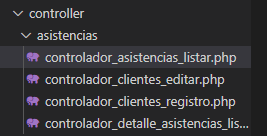 controller
asistencias
controlador_asistencias_listar.php
controlador_clientes_editar.php
controlador_clientes_registro.php
controlador_detalle_asistencias_lis...